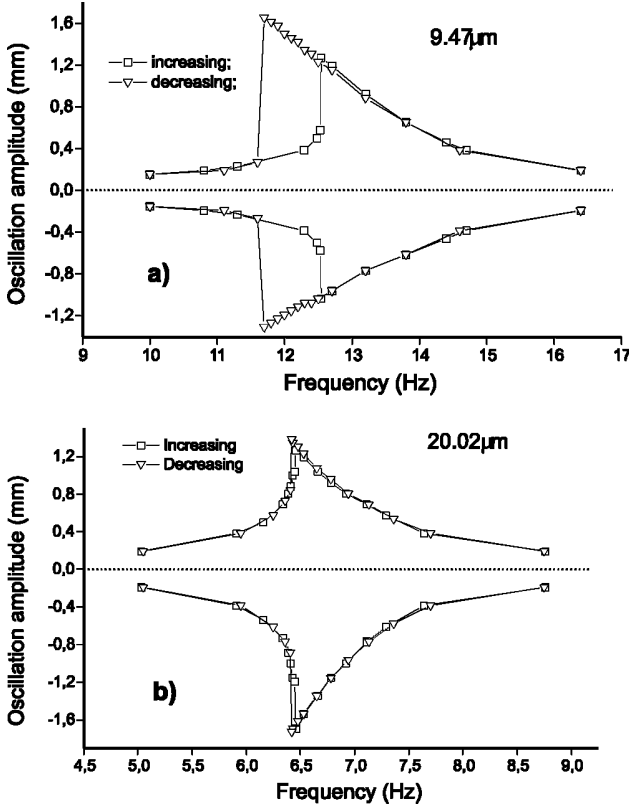 1,6
9.47μm
increasing;
1,2
decreasing;
0,8
0,4
0,0
-0,4
-0,8
-1,2
Oscillation amplitude (mm)
a)
9 10 11 12 13 14 15 16 17
Frequency (Hz)
20.02μm
Increasing
Decreasing
1,2
0,8
0,4
0,0
-0,4
-0,8
-1,2
-1,6
Oscillation amplitude (mm)
b)
4,5 5,0 5,5 6,0 6,5 7,0 7,5 8,0 8,5 9,0
Frequency (Hz)